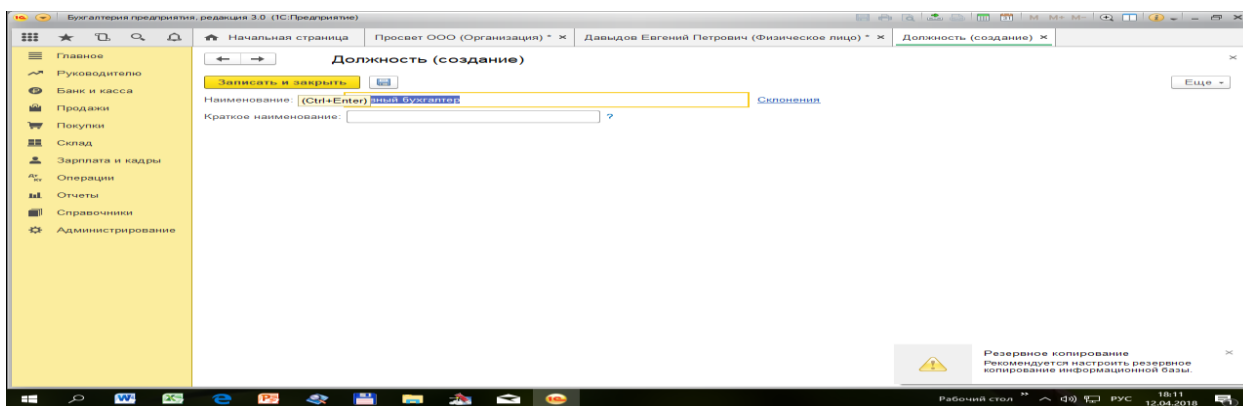 Бухгалтерия предприятия, редакция 3.0 (1С:Предприятие) M M+ M-
Начальная страница Просвет ООО (Организация) * × Давыдов Евгений Петрович (Физическое лицо) * × Должность (создание) ×
Главное
Руководителю
Банк и касса
Продажи
Покупки
Склад
Зарплата и кадры
Операции
Отчеты
Справочники
Администрирование
Должность (создание)
Записать и закрыть Еще
Наименование: (Ctrl+Enter) бухгалтер Склонения
Краткое наименование: ?
Резервное копирование
Рекомендуется настроить резервное
копирование информационной базы.
Рабочий стол РУС 18:11
12.04.2018